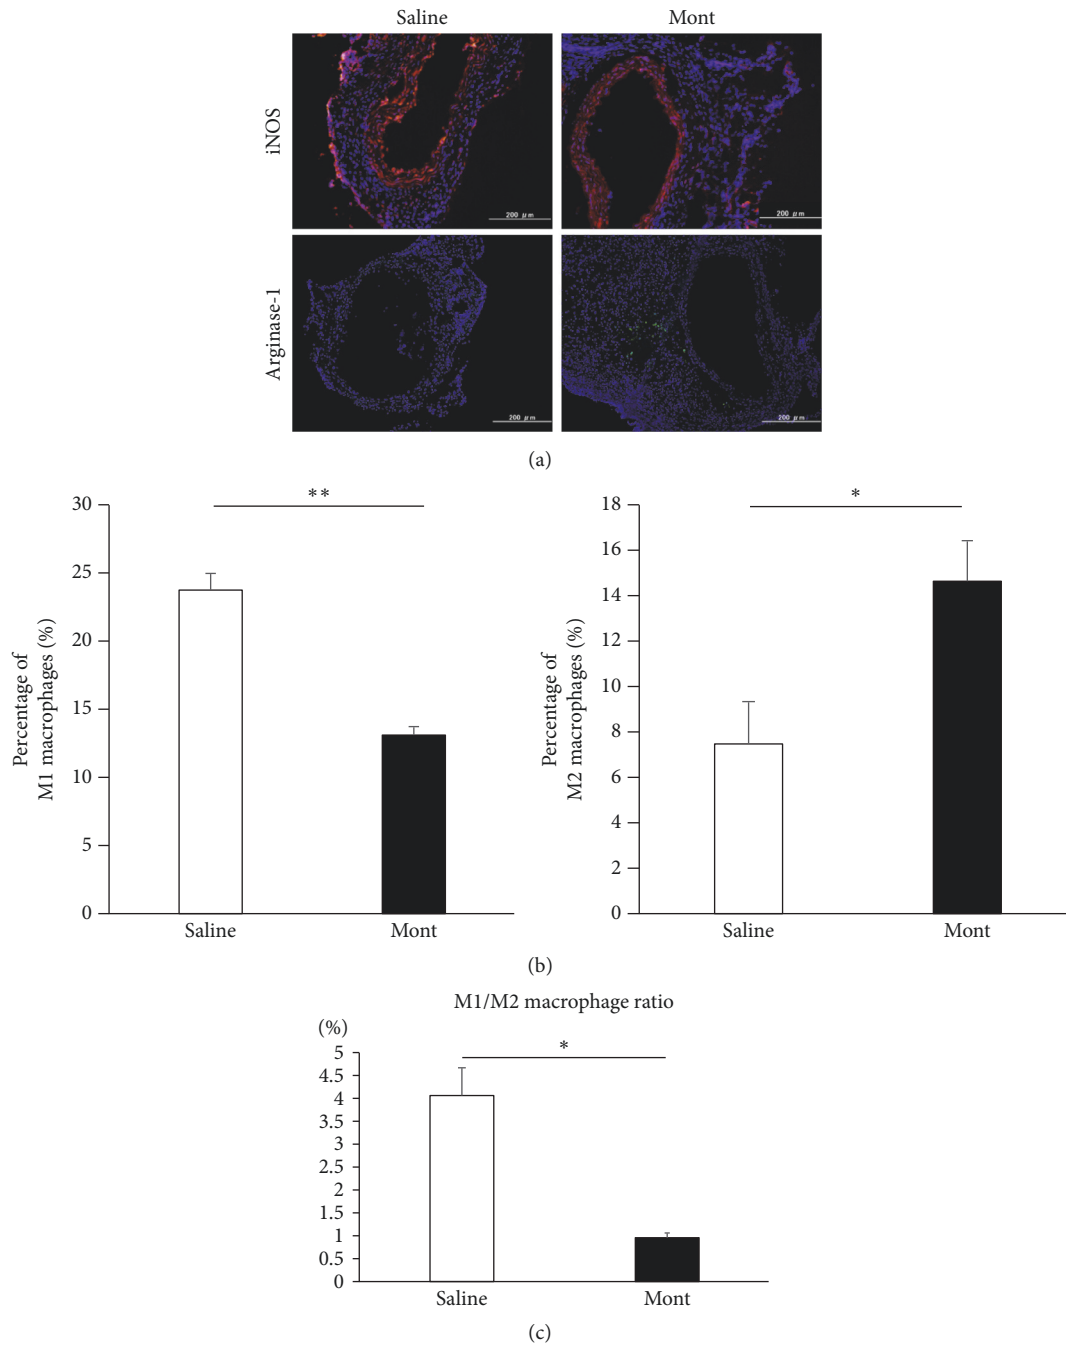 Saline
Mont
iNOS
200 μm
200 μm
Arginase-1
200 μm
200 μm
(a)
**
30
25
20
15
10
5
0
Percentage of
M1 macrophages (%)
Saline
Mont
*
18
16
14
12
10
8
6
4
2
0
Percentage of
M2 macrophages (%)
Saline
Mont
(b)
M1/M2 macrophage ratio
(%)
*
5
4.5
4
3.5
3
2.5
2
1.5
1
0.5
0
Saline
Mont
(c)